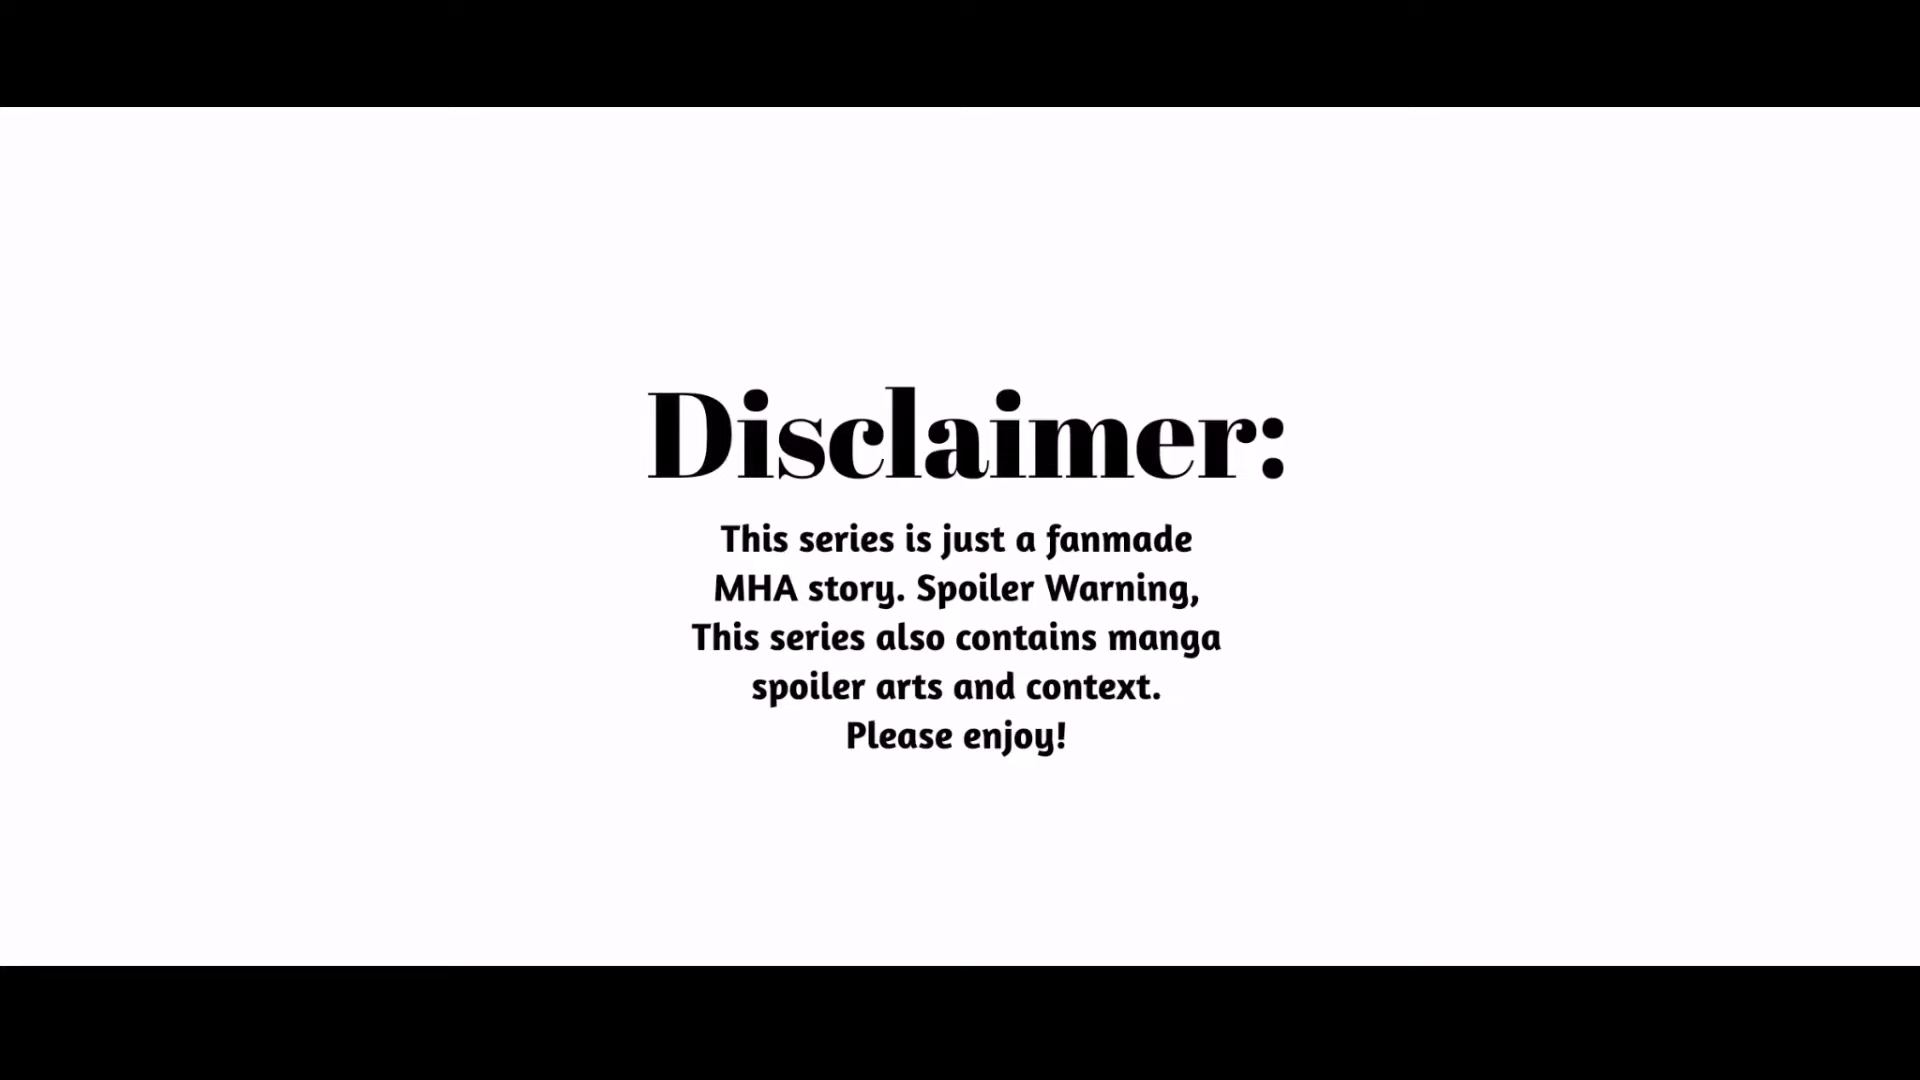 Disclaimer:
This series is just a fanmade
MHA story. Spoiler Warning,
This series also contains manga
spoiler arts and context.
Please enjoy!